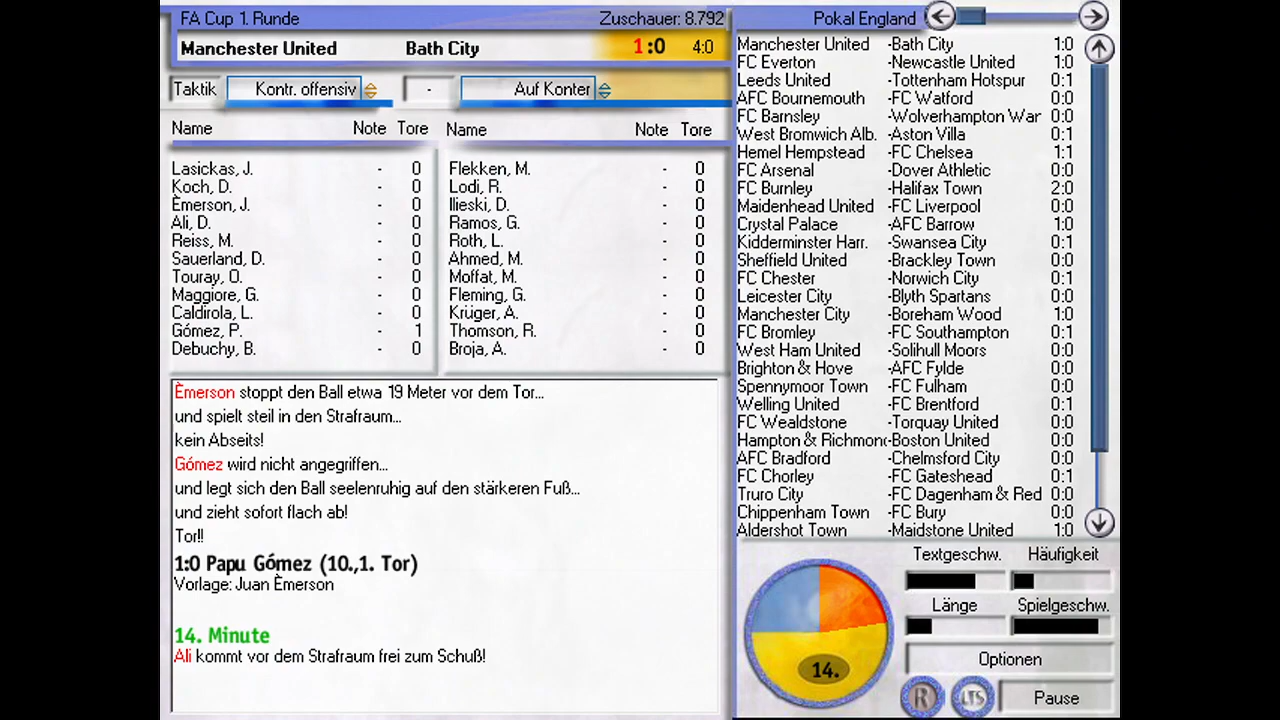 FA Cup 1. Runde Zuschauer: 8.792
Manchester United Bath City 1:0 4:0
Taktik Kontr. offensiv - Auf Konter
Name Note Tore Name Note Tore
Lasickas, J. - 0 Flekken, M. - 0
Koch, D. - 0 Lodi, R. - 0
Èmerson, J. - 0 Ilieski, D. - 0
Ali, D. - 0 Ramos, G. - 0
Reiss, M. - 0 Roth, L. - 0
Sauerland, D. - 0 Ahmed, M. - 0
Touray, O. - 0 Moffat, M. - 0
Maggiore, G. - 0 Fleming, G. - 0
Caldirola, L. - 0 Krüger, A. - 0
Gómez, P. - 1 Thomson, R. - 0
Debuchy, B. - 0 Broja, A. - 0
Èmerson stoppt den Ball etwa 19 Meter vor dem Tor...
und spielt steil in den Strafraum...
kein Abseits!
Gómez wird nicht angegriffen...
und legt sich den Ball seelenruhig auf den stärkeren Fuß...
und zieht sofort flach ab!
Tor!!
1:0 Papu Gómez (10.,1. Tor)
Vorlage: Juan Èmerson
14. Minute
Ali kommt vor dem Strafraum frei zum Schuß!
Pokal England
Manchester United -Bath City 1:0
FC Everton -Newcastle United 1:0
Leeds United -Tottenham Hotspur 0:1
AFC Bournemouth -FC Watford 0:0
FC Barnsley -Wolverhampton War 0:0
West Bromwich Alb. -Aston Villa 0:1
Hemel Hempstead -FC Chelsea 1:1
FC Arsenal -Dover Athletic 0:0
FC Burnley -Halifax Town 2:0
Maidenhead United -FC Liverpool 0:0
Crystal Palace -AFC Barrow 1:0
Kidderminster Harr. -Swansea City 0:1
Sheffield United -Brackley Town 0:0
FC Chester -Norwich City 0:1
Leicester City -Blyth Spartans 0:0
Manchester City -Boreham Wood 1:0
FC Bromley -FC Southampton 0:1
West Ham United -Solihull Moors 0:0
Brighton & Hove -AFC Fylde 0:0
Spennymoor Town -FC Fulham 0:0
Welling United -FC Brentford 0:1
FC Wealdstone -Torquay United 0:0
Hampton & Richmond -Boston United 0:0
AFC Bradford -Chelmsford City 0:0
FC Chorley -FC Gateshead 0:1
Truro City -FC Dagenham & Red 0:0
Chippenham Town -FC Bury 0:0
Aldershot Town -Maidstone United 1:0
Textgeschw. Häufigkeit
Länge Spielgeschw.
14.
Optionen
R LTS Pause